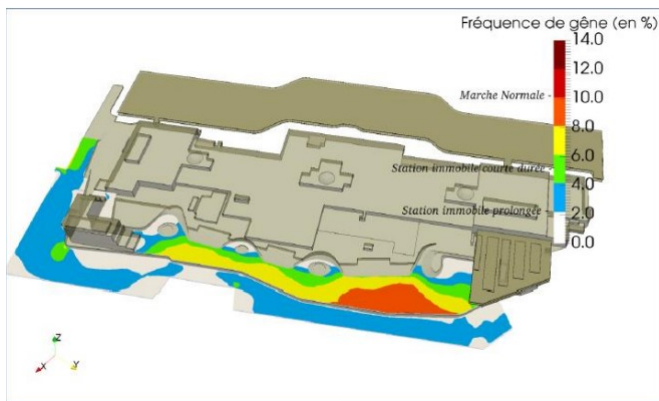 Fréquence de gêne (en %)
14.0
12.0
Marche Normale -
10.0
8.0
6.0
Station immobile courte durée -
4.0
Station immobile prolongée -
2.0
0.0
Z
X
Y